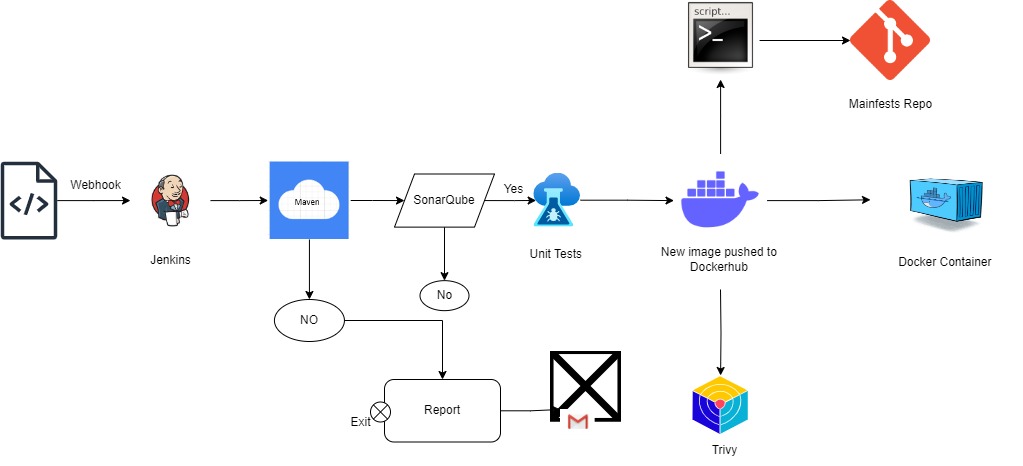 script...
>_
Mainfests Repo
Webhook
</>
Jenkins
Maven
SonarQube
Yes
Unit Tests
New image pushed to
Dockerhub
Docker Container
NO
No
Report
Exit
Trivy